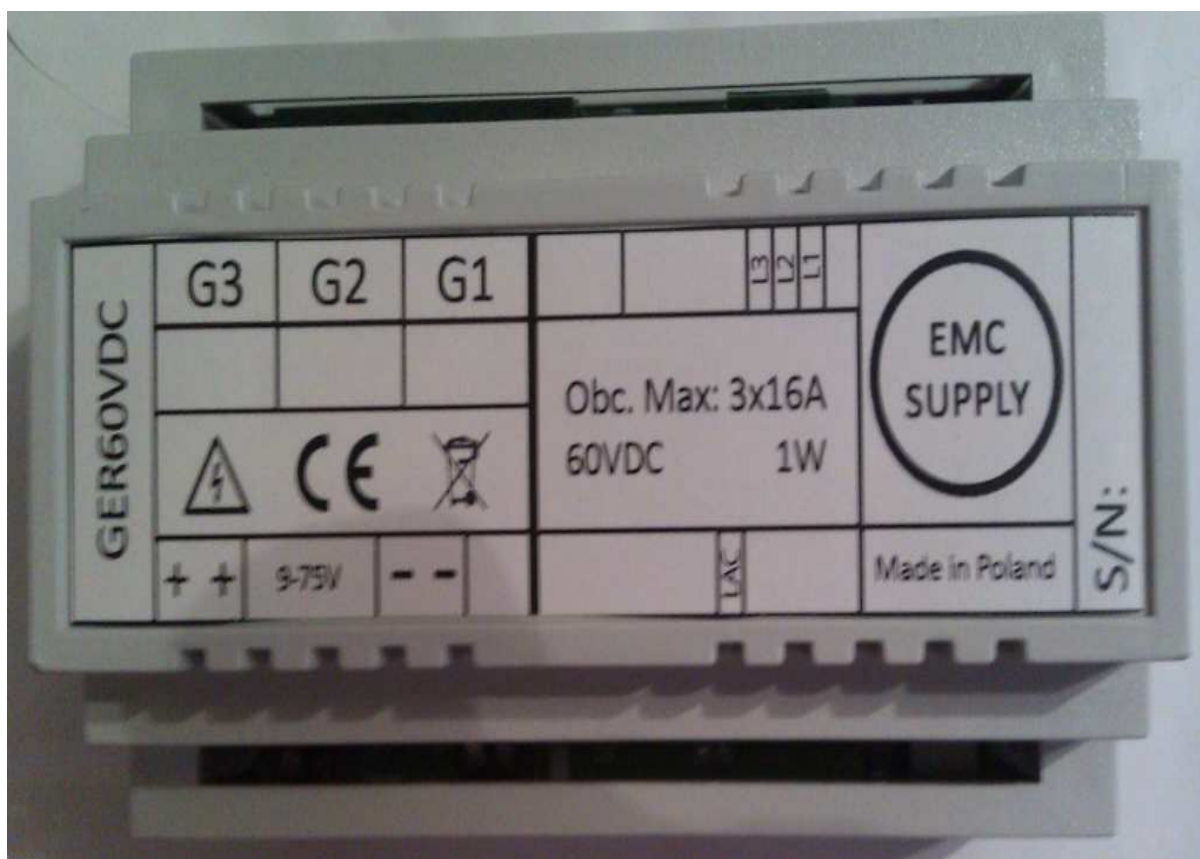 GER60VDC
G3 G2 G1
L3 L2 L1
EMC
SUPPLY
Obc. Max: 3x16A
60VDC 1W
CE
+ + 9-75V - -
LAC
Made in Poland
S/N: